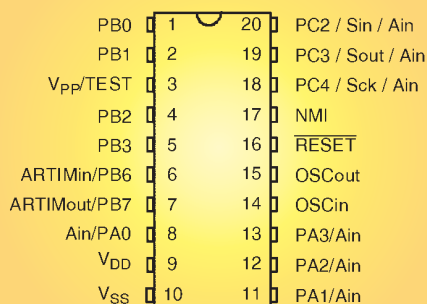 PB0 1 20 PC2 / Sin / Ain
PB1 2 19 PC3 / Sout / Ain
VPP/TEST 3 18 PC4 / Sck / Ain
PB2 4 17 NMI
PB3 5 16 RESET
ARTIMin/PB6 6 15 OSCout
ARTIMout/PB7 7 14 OSCin
Ain/PA0 8 13 PA3/Ain
VDD 9 12 PA2/Ain
VSS 10 11 PA1/Ain